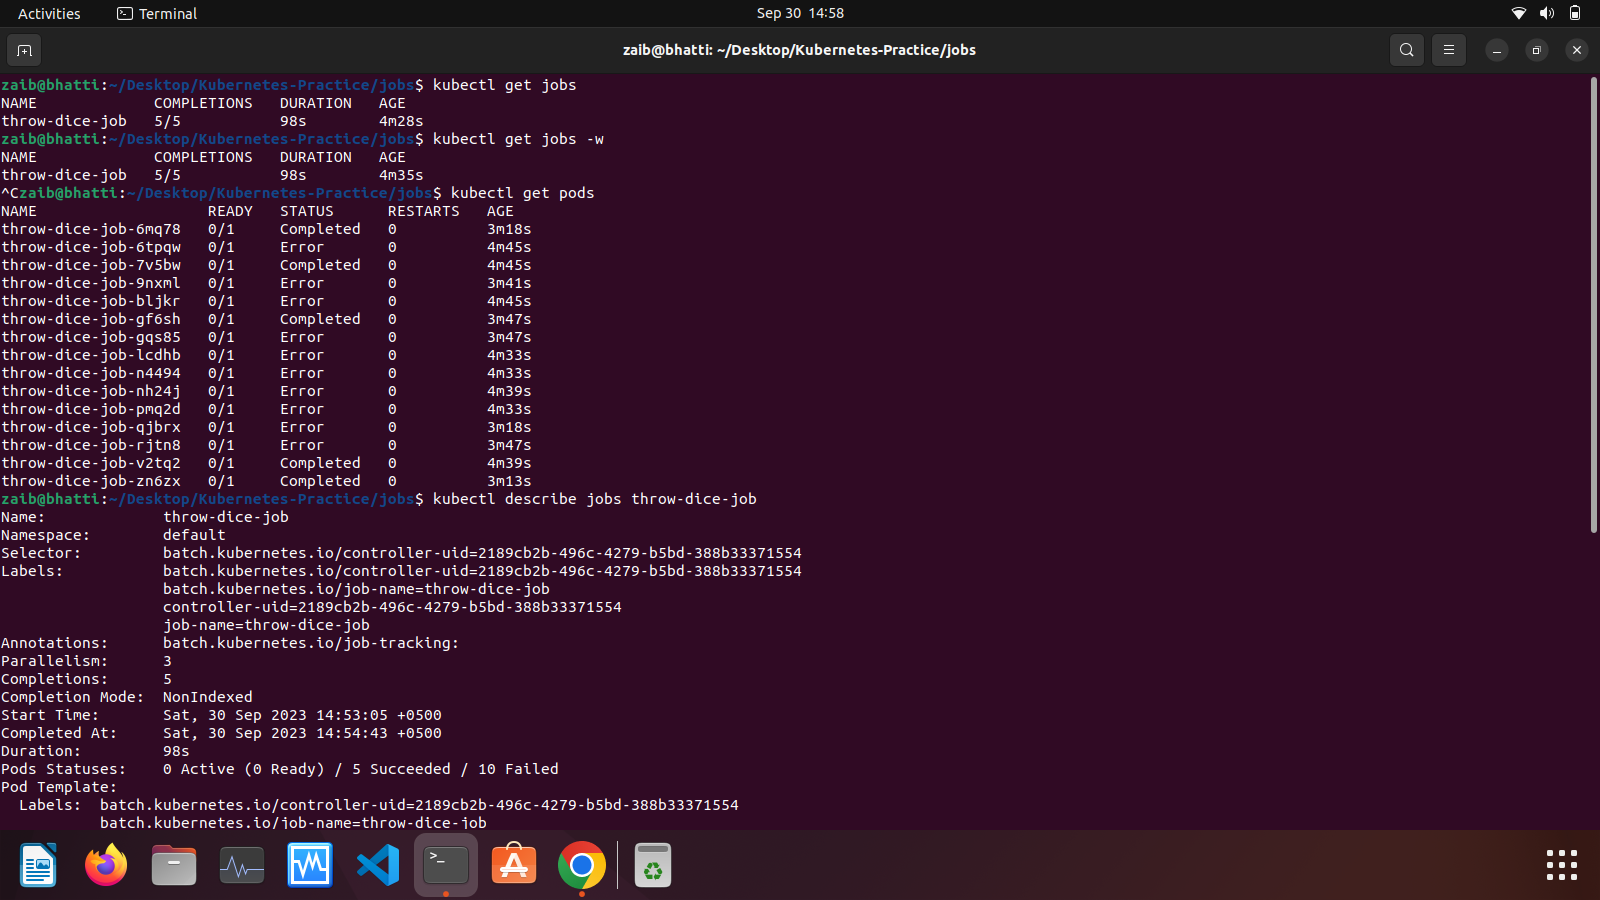 Activities    Terminal    Sep 30  14:58
zaib@bhatti: ~/Desktop/Kubernetes-Practice/jobs
zaib@bhatti:~/Desktop/Kubernetes-Practice/jobs$ kubectl get jobs
NAME             COMPLETIONS   DURATION   AGE
throw-dice-job   5/5           98s        4m28s
zaib@bhatti:~/Desktop/Kubernetes-Practice/jobs$ kubectl get jobs -w
NAME             COMPLETIONS   DURATION   AGE
throw-dice-job   5/5           98s        4m35s
^Czaib@bhatti:~/Desktop/Kubernetes-Practice/jobs$ kubectl get pods
NAME                   READY   STATUS      RESTARTS   AGE
throw-dice-job-6mq78   0/1     Completed   0          3m18s
throw-dice-job-6tpqw   0/1     Error       0          4m45s
throw-dice-job-7v5bw   0/1     Completed   0          4m45s
throw-dice-job-9nxml   0/1     Error       0          3m41s
throw-dice-job-bljkr   0/1     Error       0          4m45s
throw-dice-job-gf6sh   0/1     Completed   0          3m47s
throw-dice-job-gqs85   0/1     Error       0          3m47s
throw-dice-job-lcdhb   0/1     Error       0          4m33s
throw-dice-job-n4494   0/1     Error       0          4m33s
throw-dice-job-nh24j   0/1     Error       0          4m39s
throw-dice-job-pmq2d   0/1     Error       0          4m33s
throw-dice-job-qjbrx   0/1     Error       0          3m18s
throw-dice-job-rjtn8   0/1     Error       0          3m47s
throw-dice-job-v2tq2   0/1     Completed   0          4m39s
throw-dice-job-zn6zx   0/1     Completed   0          3m13s
zaib@bhatti:~/Desktop/Kubernetes-Practice/jobs$ kubectl describe jobs throw-dice-job
Name:             throw-dice-job
Namespace:        default
Selector:         batch.kubernetes.io/controller-uid=2189cb2b-496c-4279-b5bd-388b33371554
Labels:           batch.kubernetes.io/controller-uid=2189cb2b-496c-4279-b5bd-388b33371554
                  batch.kubernetes.io/job-name=throw-dice-job
                  controller-uid=2189cb2b-496c-4279-b5bd-388b33371554
                  job-name=throw-dice-job
Annotations:      batch.kubernetes.io/job-tracking:
Parallelism:      3
Completions:      5
Completion Mode:  NonIndexed
Start Time:       Sat, 30 Sep 2023 14:53:05 +0500
Completed At:     Sat, 30 Sep 2023 14:54:43 +0500
Duration:         98s
Pods Statuses:    0 Active (0 Ready) / 5 Succeeded / 10 Failed
Pod Template:
  Labels:  batch.kubernetes.io/controller-uid=2189cb2b-496c-4279-b5bd-388b33371554
           batch.kubernetes.io/job-name=throw-dice-job